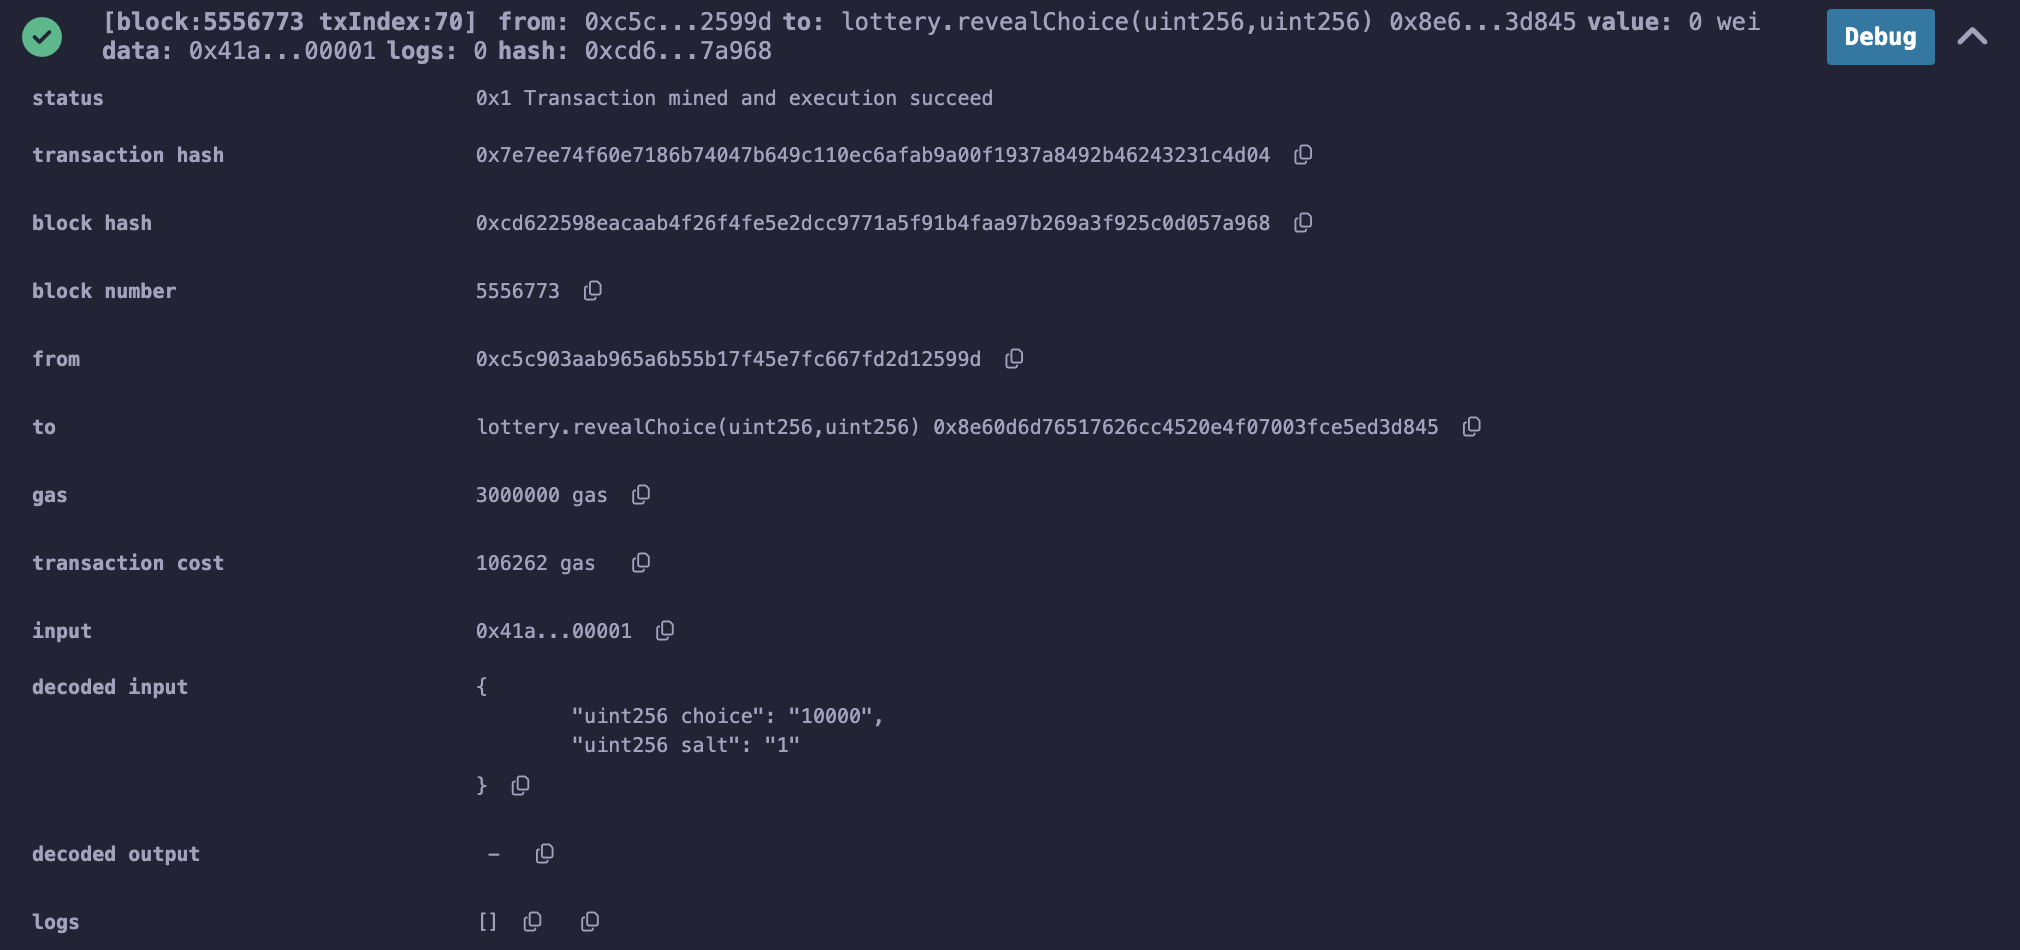 [block:5556773 txIndex:70] from: 0xc5c...2599d to: lottery.revealChoice(uint256,uint256) 0x8e6...3d845 value: 0 wei
data: 0x41a...00001 logs: 0 hash: 0xcd6...7a968
Debug
status 0x1 Transaction mined and execution succeed
transaction hash 0x7e7ee74f60e7186b74047b649c110ec6afab9a00f1937a8492b46243231c4d04
block hash 0xcd622598eacaab4f26f4fe5e2dcc9771a5f91b4faa97b269a3f925c0d057a968
block number 5556773
from 0xc5c903aab965a6b55b17f45e7fc667fd2d12599d
to lottery.revealChoice(uint256,uint256) 0x8e60d6d76517626cc4520e4f07003fce5ed3d845
gas 3000000 gas
transaction cost 106262 gas
input 0x41a...00001
decoded input {
"uint256 choice": "10000",
"uint256 salt": "1"
}
decoded output -
logs []